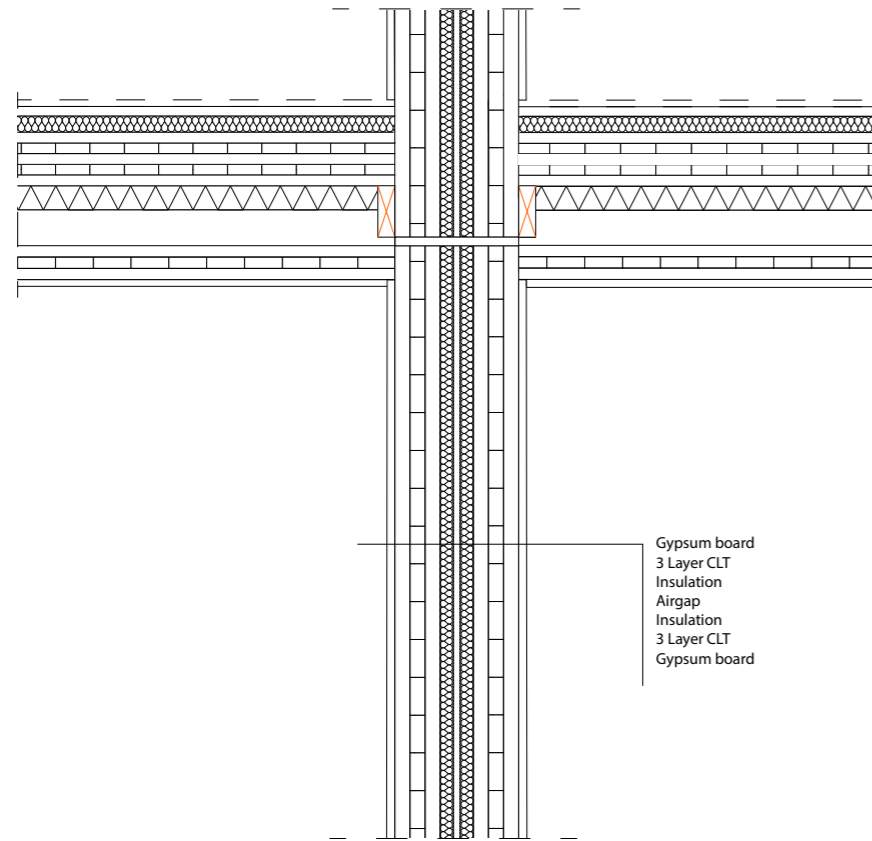 Gypsum board
3 Layer CLT
Insulation
Airgap
Insulation
3 Layer CLT
Gypsum board